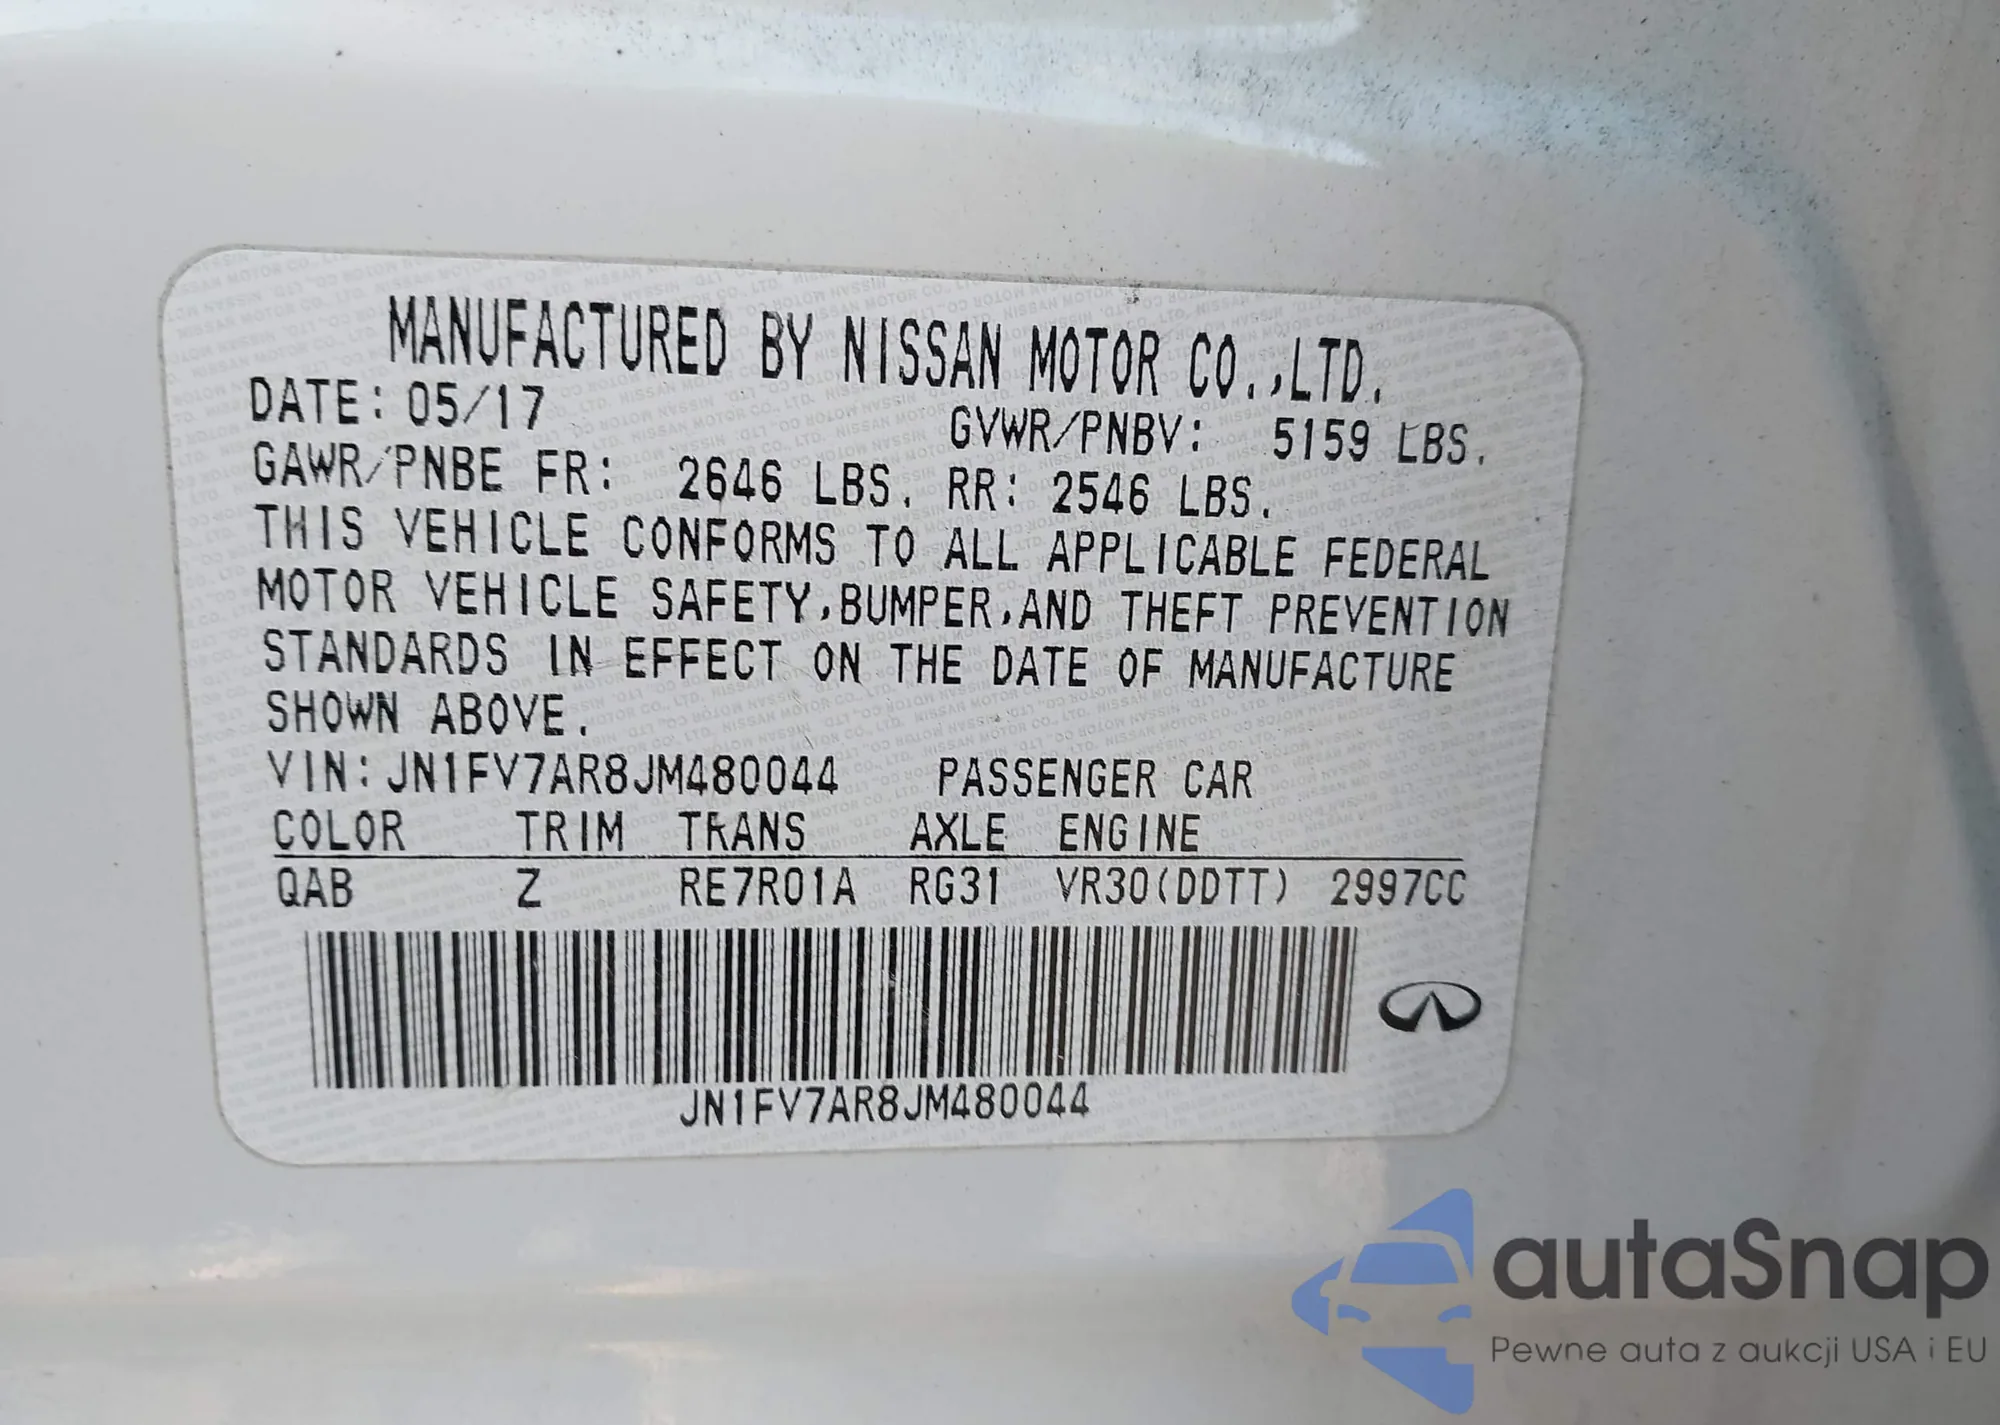 MANUFACTURED BY NISSAN MOTOR CO.,LTD.
DATE: 05/17 GVWR/PNBV: 5159 LBS.
GAWR/PNBE FR: 2646 LBS. RR: 2546 LBS.
THIS VEHICLE CONFORMS TO ALL APPLICABLE FEDERAL
MOTOR VEHICLE SAFETY,BUMPER,AND THEFT PREVENTION
STANDARDS IN EFFECT ON THE DATE OF MANUFACTURE
SHOWN ABOVE.
VIN:JN1FV7AR8JM480044 PASSENGER CAR
COLOR TRIM TRANS AXLE ENGINE
QAB Z RE7R01A RG31 VR30(DDTT) 2997CC
JN1FV7AR8JM480044
autaSnap
Pewne auta z aukcji USA i EU